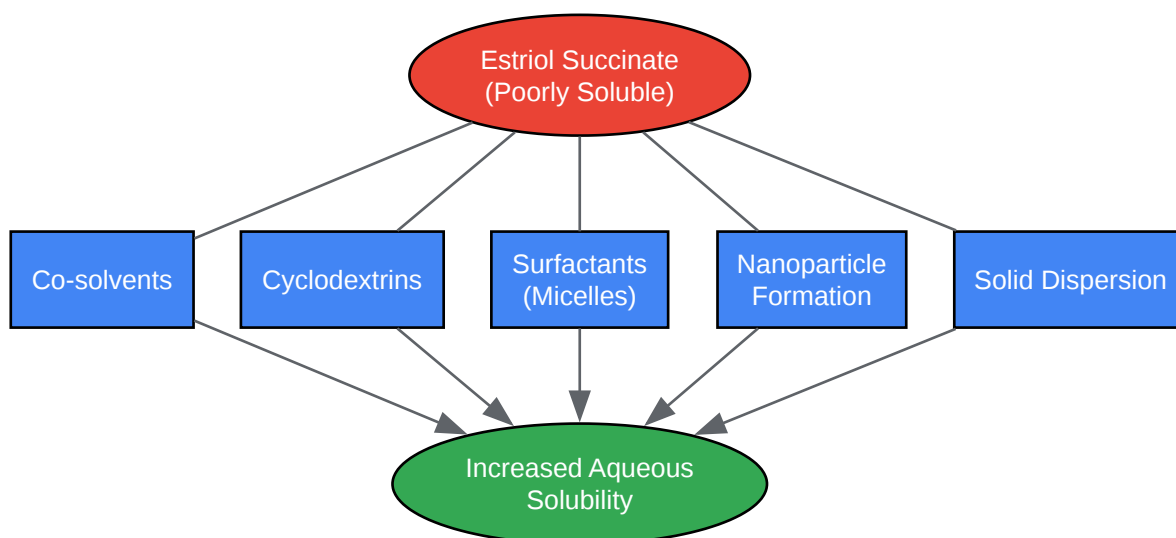 Estriol Succinate
(Poorly Soluble)
Co-solvents
Cyclodextrins
Surfactants
(Micelles)
Nanoparticle
Formation
Solid Dispersion
Increased Aqueous
Solubility